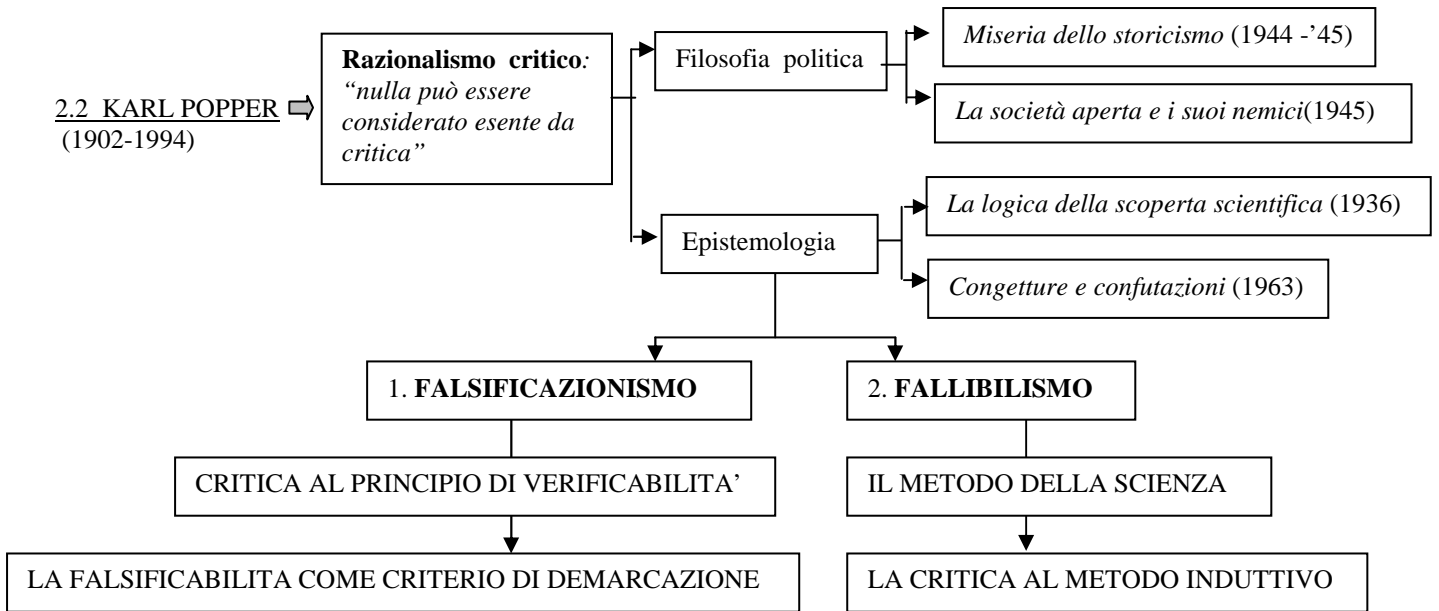 2.2 KARL POPPER
(1902-1994)
Razionalismo critico:
“nulla può essere
considerato esente da
critica”
Filosofia politica
Miseria dello storicismo (1944 -’45)
La società aperta e i suoi nemici(1945)
Epistemologia
La logica della scoperta scientifica (1936)
Congetture e confutazioni (1963)
1. FALSIFICAZIONISMO
2. FALLIBILISMO
CRITICA AL PRINCIPIO DI VERIFICABILITA’
IL METODO DELLA SCIENZA
LA FALSIFICABILITA COME CRITERIO DI DEMARCAZIONE
LA CRITICA AL METODO INDUTTIVO